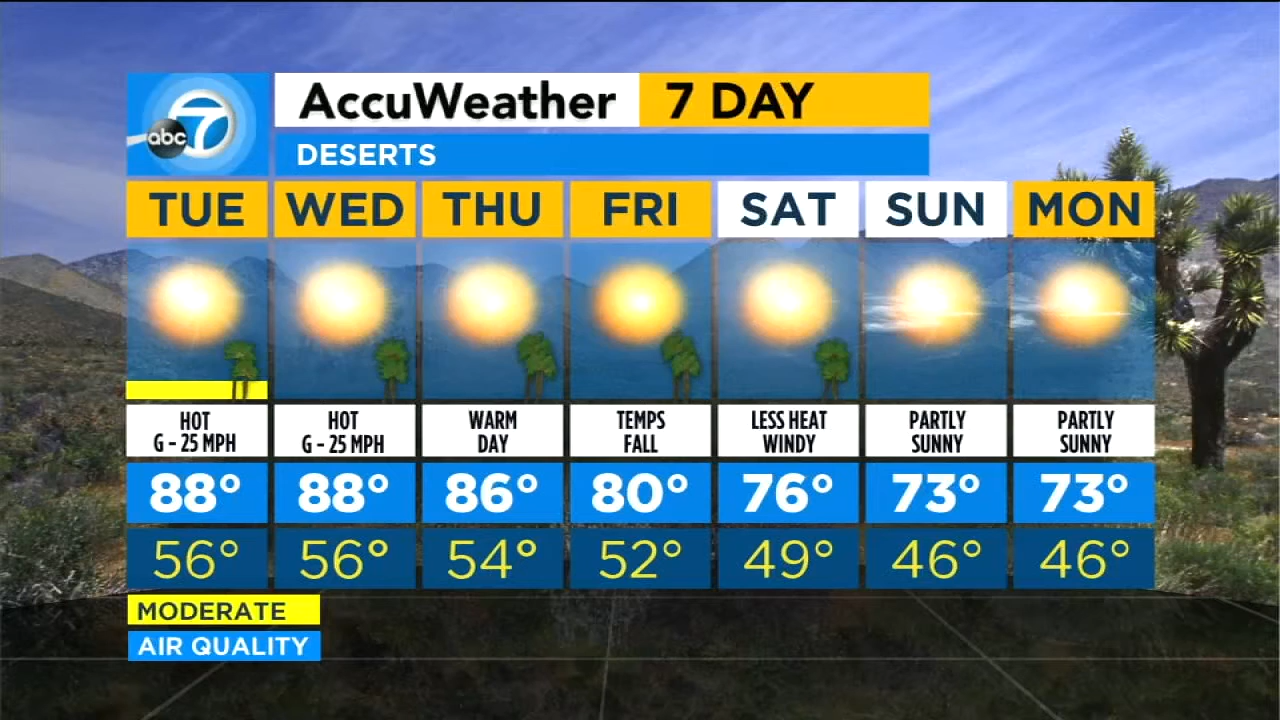 abc 7
AccuWeather 7 DAY
DESERTS
TUE WED THU FRI SAT SUN MON
HOT HOT WARM TEMPS LESS HEAT PARTLY PARTLY
G - 25 MPH G - 25 MPH DAY FALL WINDY SUNNY SUNNY
88° 88° 86° 80° 76° 73° 73°
56° 56° 54° 52° 49° 46° 46°
MODERATE
AIR QUALITY